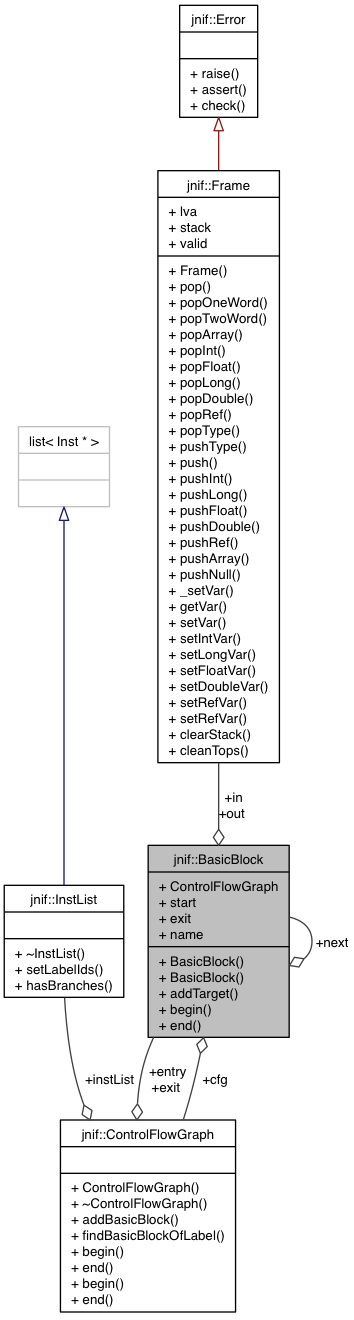 jnif::Error
+ raise()
+ assert()
+ check()
jnif::Frame
+ lva
+ stack
+ valid
+ Frame()
+ pop()
+ popOneWord()
+ popTwoWord()
+ popArray()
+ popInt()
+ popFloat()
+ popLong()
+ popDouble()
+ popRef()
+ popType()
+ pushType()
+ push()
+ pushInt()
+ pushLong()
+ pushFloat()
+ pushDouble()
+ pushRef()
+ pushArray()
+ pushNull()
+ _setVar()
+ getVar()
+ setVar()
+ setIntVar()
+ setLongVar()
+ setFloatVar()
+ setDoubleVar()
+ setRefVar()
+ setRefVar()
+ clearStack()
+ cleanTops()
list< Inst * >
+in
+out
jnif::BasicBlock
+ ControlFlowGraph
+ start
+ exit
+ name
+ BasicBlock()
+ BasicBlock()
+ addTarget()
+ begin()
+ end()
+next
jnif::InstList
+ ~InstList()
+ setLabelIds()
+ hasBranches()
+instList
+entry
+exit
+cfg
jnif::ControlFlowGraph
+ ControlFlowGraph()
+ ~ControlFlowGraph()
+ addBasicBlock()
+ findBasicBlockOfLabel()
+ begin()
+ end()
+ begin()
+ end()